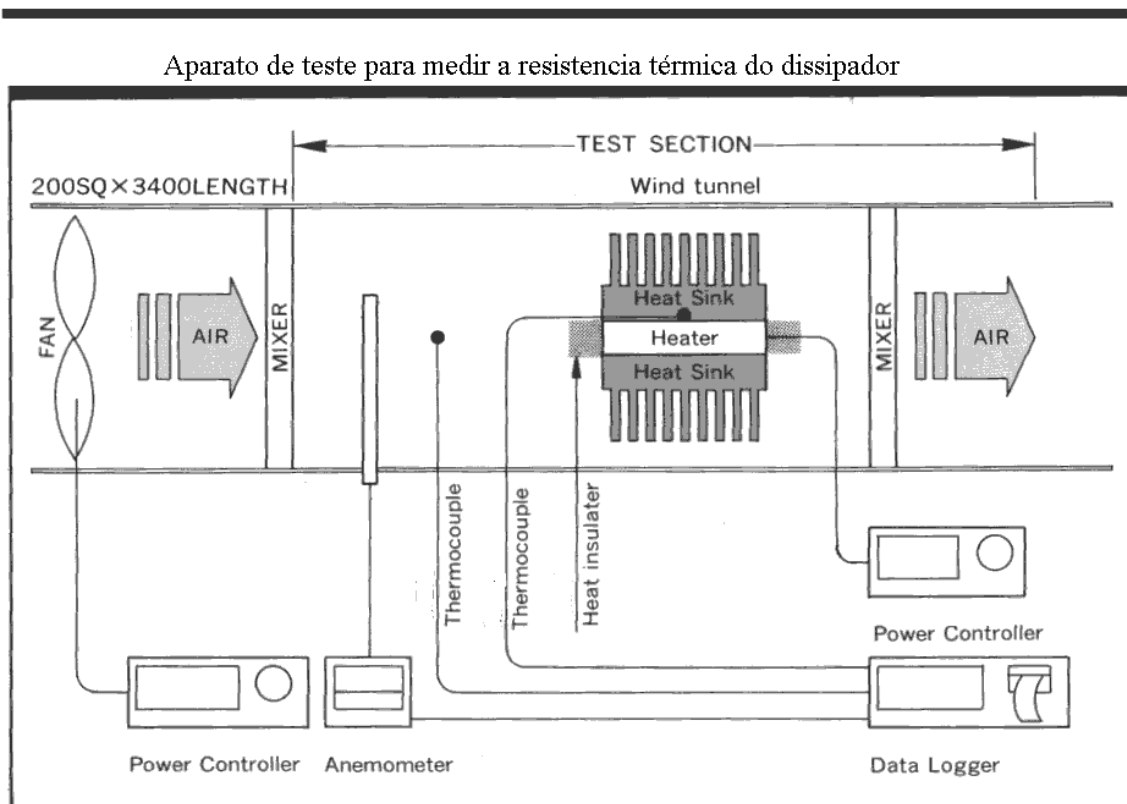 Aparato de teste para medir a resistencia térmica do dissipador
TEST SECTION
200SQ×3400LENGTH
Wind tunnel
FAN
AIR
MIXER
Heat Sink
Heater
Heat Sink
MIXER
AIR
Thermocouple
Thermocouple
Heat insulater
Power Controller
Power Controller
Anemometer
Data Logger